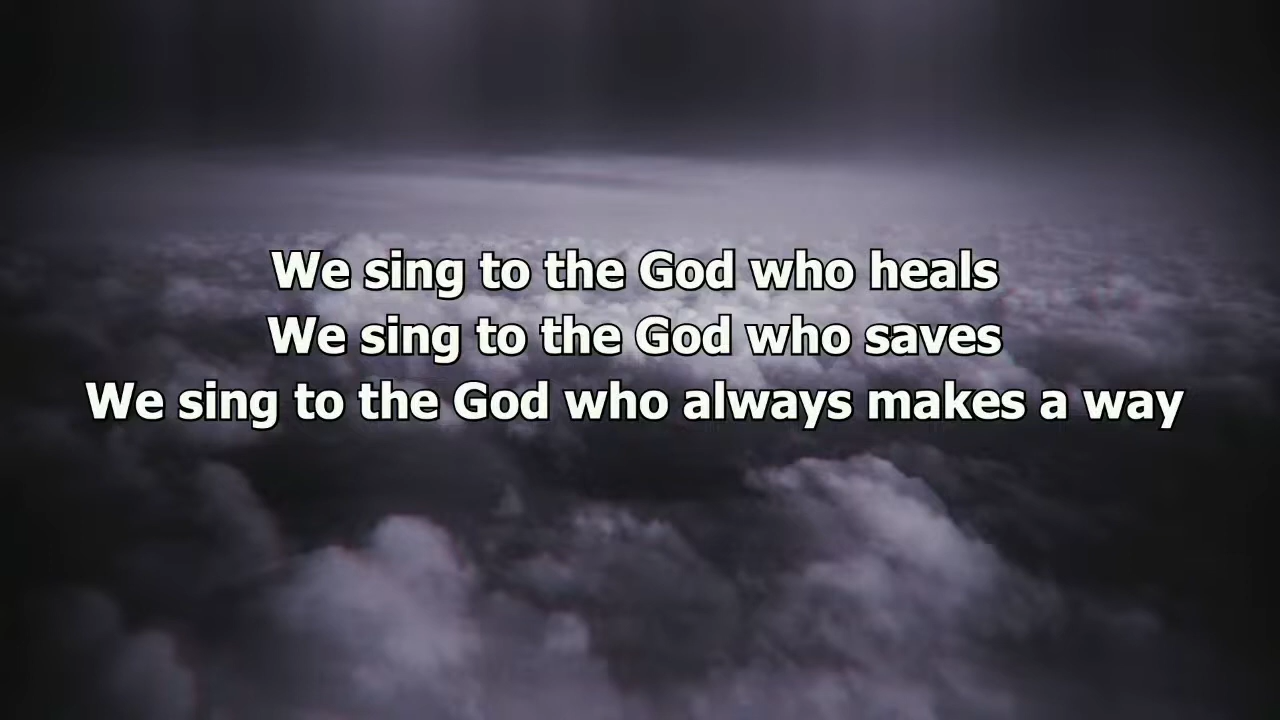 We sing to the God who heals
We sing to the God who saves
We sing to the God who always makes a way